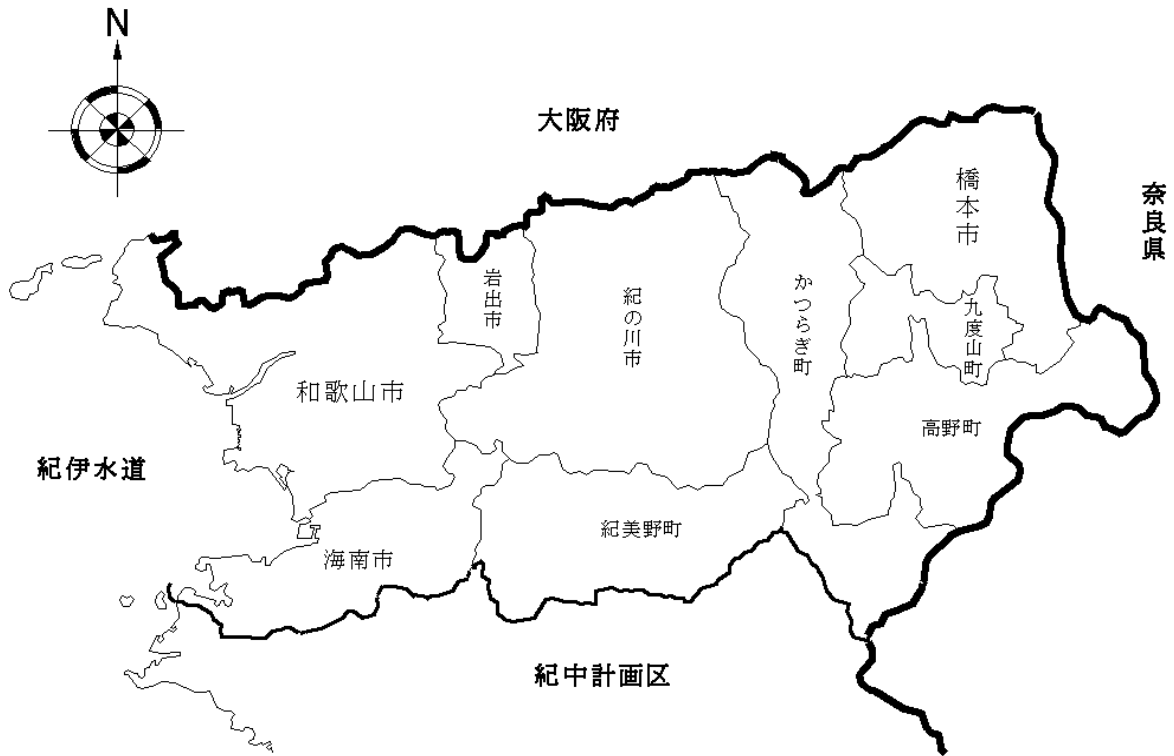 N
大阪府
奈良県
橋本市
岩出市
紀の川市
かつらぎ町
九度山町
和歌山市
高野町
紀伊水道
紀美野町
海南市
紀中計画区